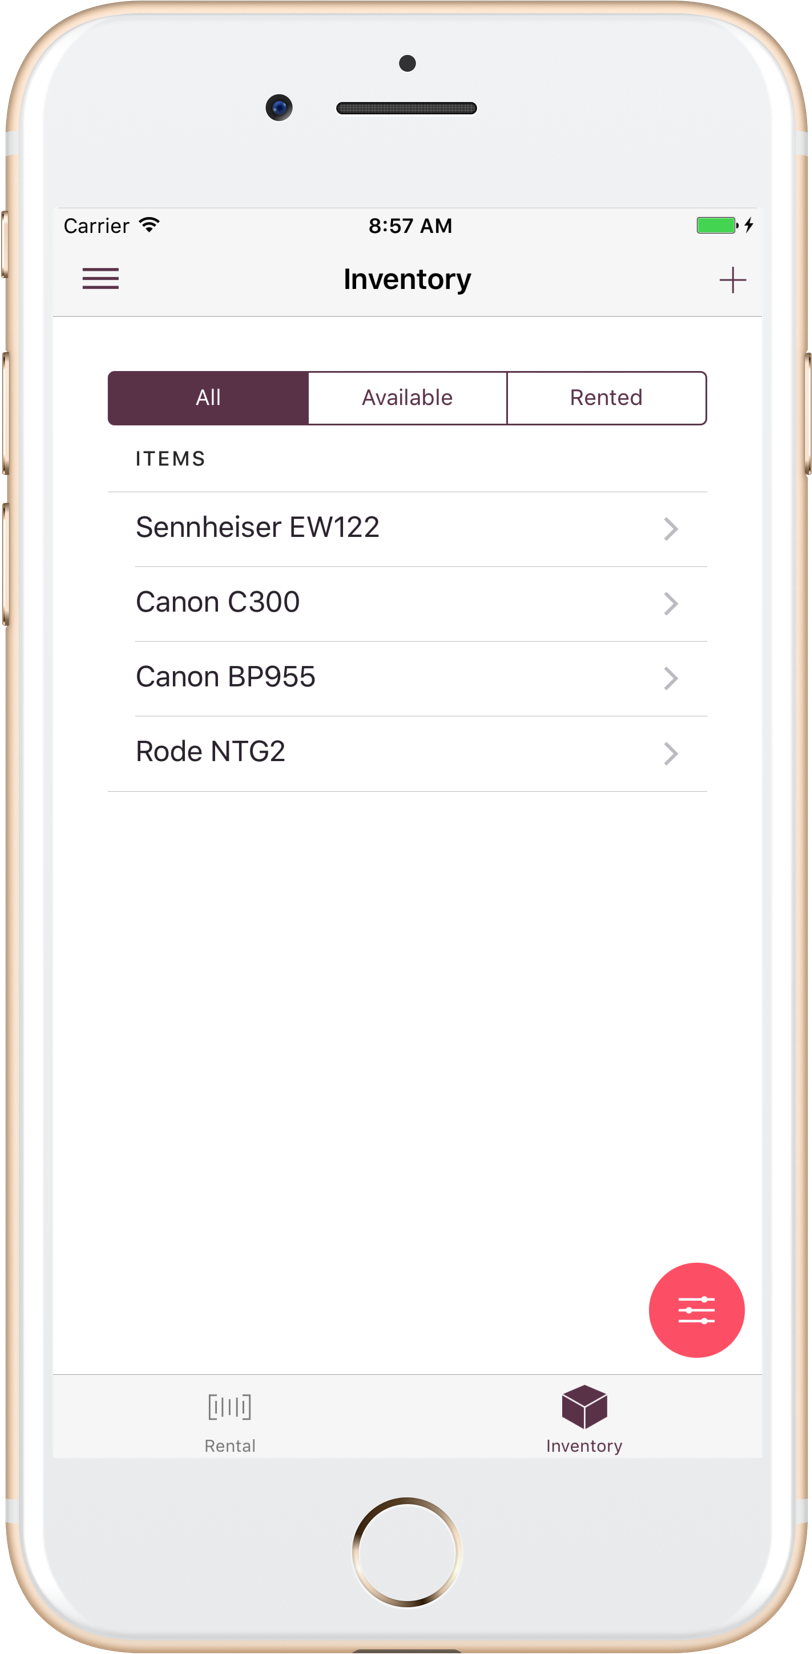 Carrier 8:57 AM
Inventory
All Available Rented
ITEMS
Sennheiser EW122
Canon C300
Canon BP955
Rode NTG2
Rental Inventory